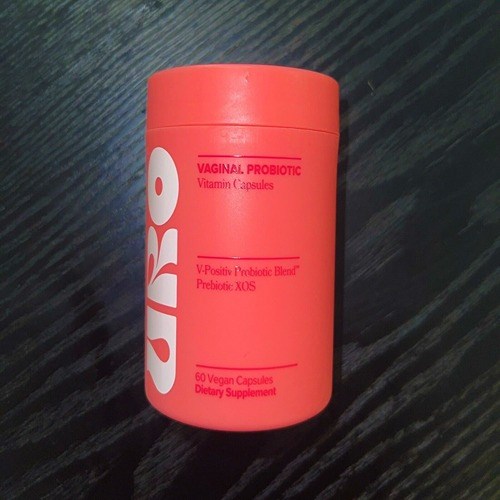 URO
VAGINAL PROBIOTIC
Vitamin Capsules
V-Positiv Probiotic Blend™
Prebiotic XOS
60 Vegan Capsules
Dietary Supplement